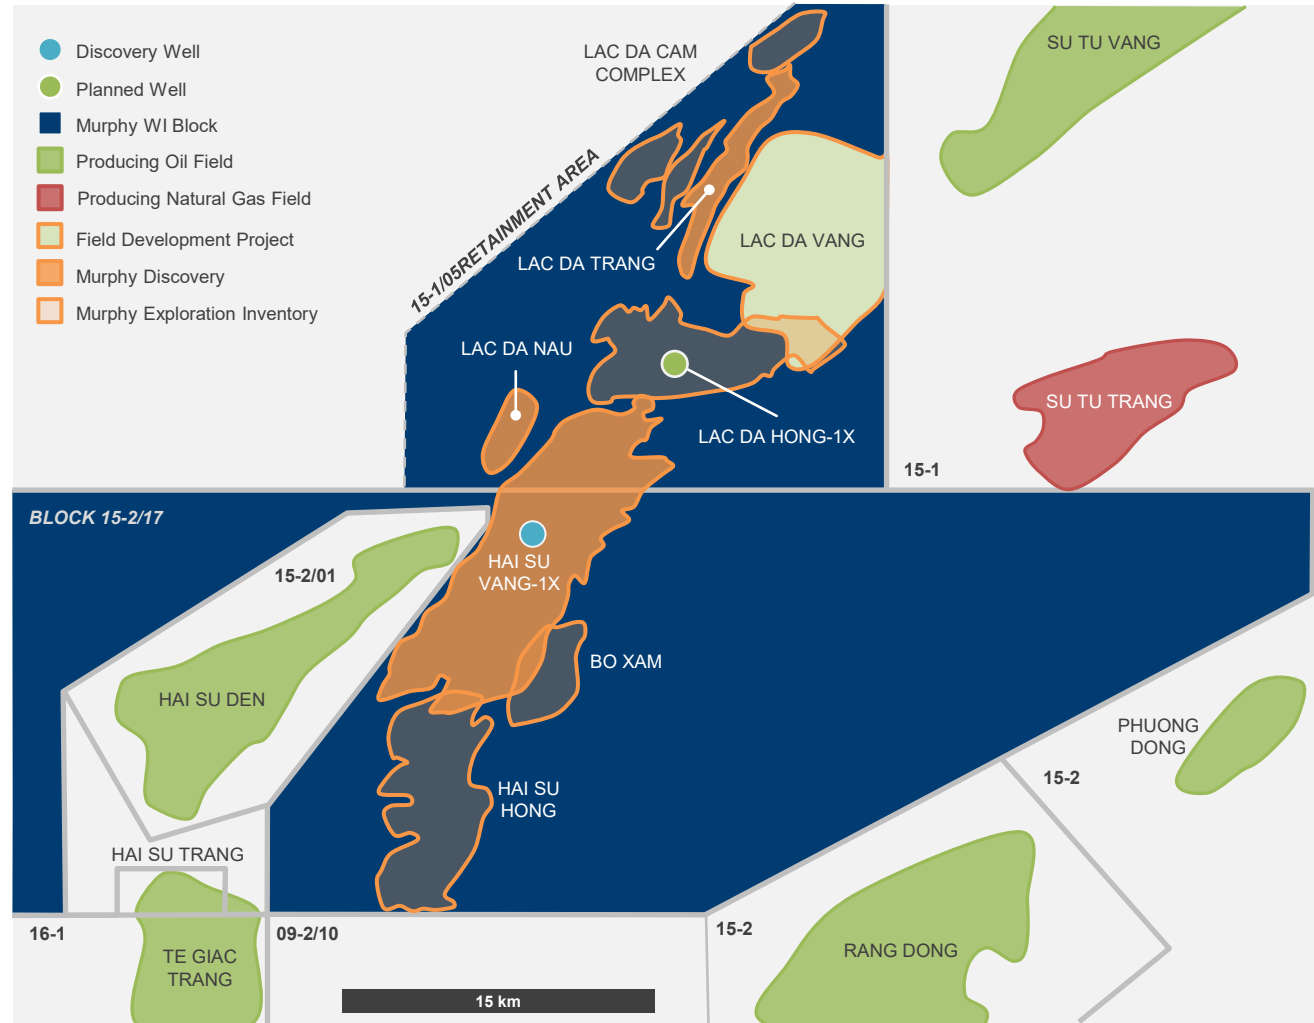 Discovery Well
Planned Well
Murphy WI Block
Producing Oil Field
Producing Natural Gas Field
Field Development Project
Murphy Discovery
Murphy Exploration Inventory
LAC DA CAM
COMPLEX
SU TU VANG
15-1/05RETAINMENT AREA
LAC DA TRANG
LAC DA VANG
LAC DA NAU
LAC DA HONG-1X
SU TU TRANG
15-1
BLOCK 15-2/17
15-2/01
HAI SU
VANG-1X
BO XAM
HAI SU DEN
PHUONG
DONG
15-2
HAI SU
HONG
HAI SU TRANG
16-1
09-2/10
15-2
TE GIAC
TRANG
RANG DONG
15 km